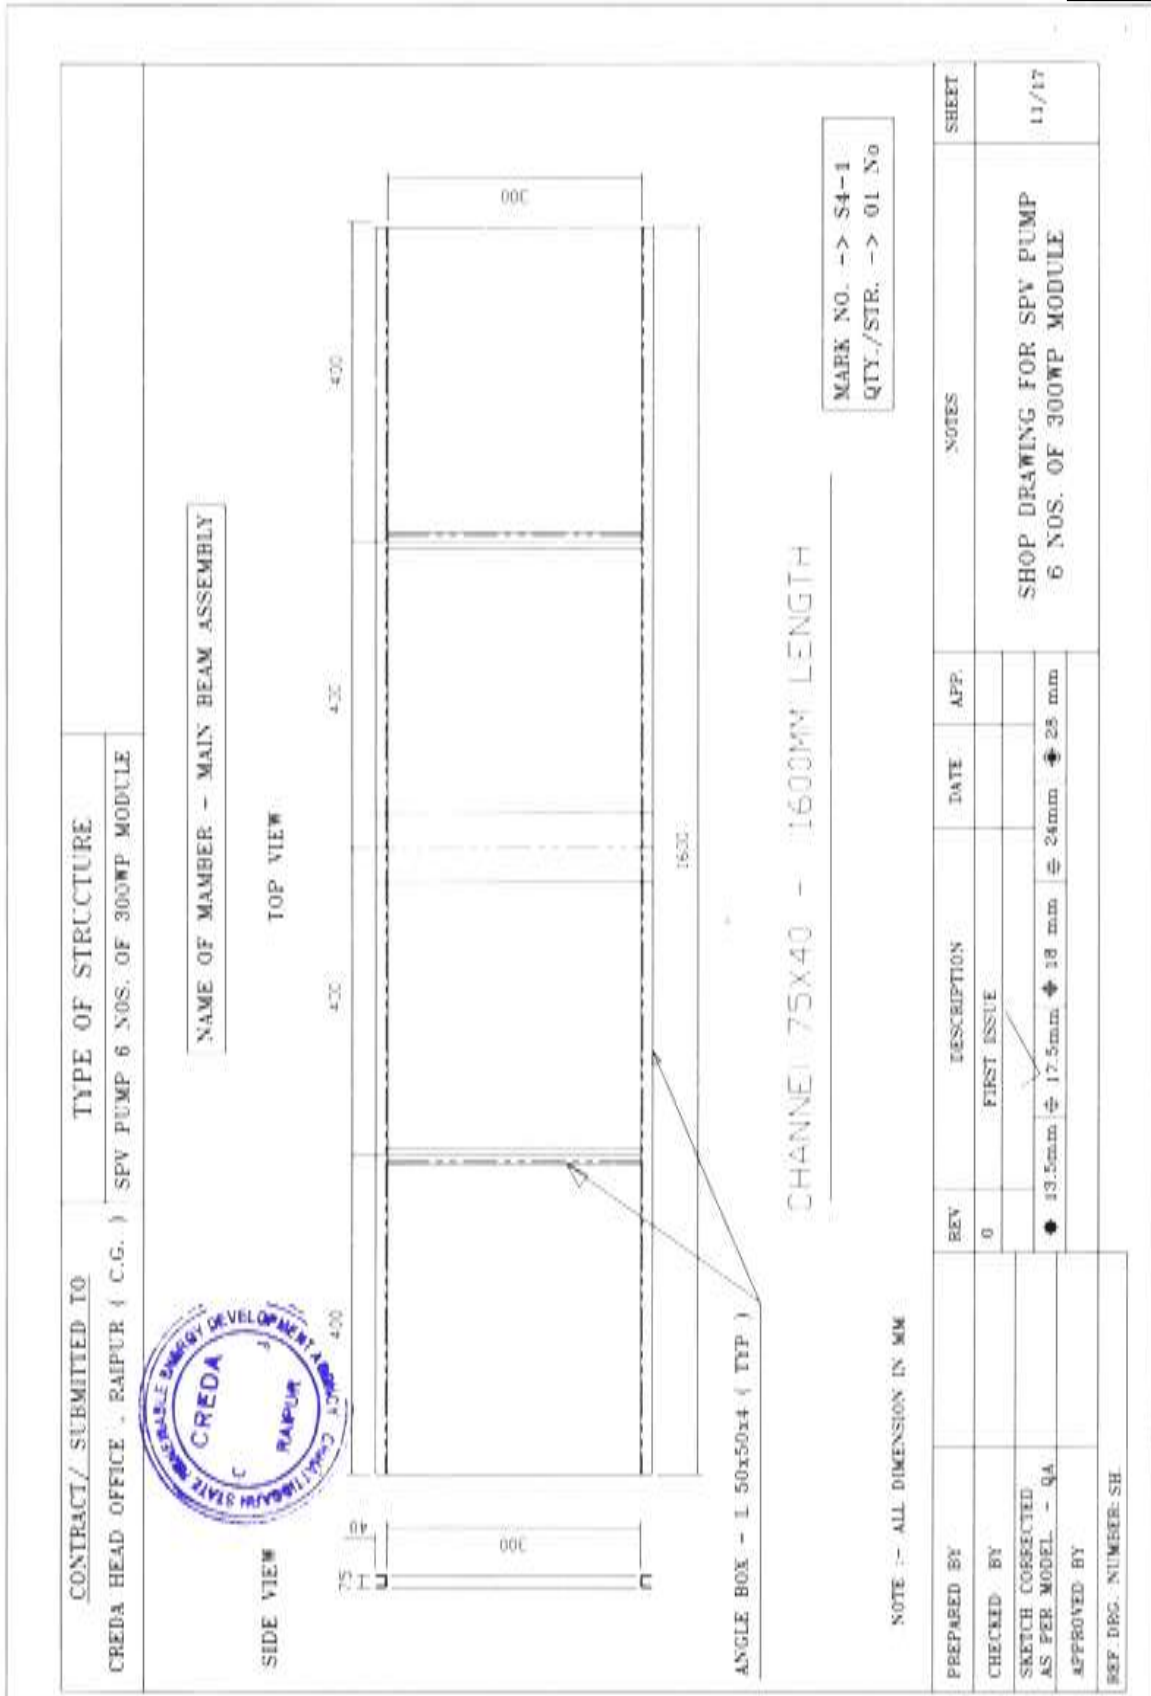 CONTRACT/ SUBMITTED TO
CREDA HEAD OFFICE , RAIPUR ( C.G. )
TYPE OF STRUCTURE
SPV PUMP 6 NOS. OF 300WP MODULE
NAME OF MAMBER - MAIN BEAM ASSEMBLY
CREDA
RAIPUR
SIDE VIEW
TOP VIEW
75
40
300
400
400
400
400
300
1600
ANGLE BOX - L 50x50x4 ( TYP )
CHANNEL 75X40 - 1600MM LENGTH
MARK NO. -> S4-1
QTY./STR. -> 01 No
NOTE :- ALL DIMENSION IN MM
PREPARED BY
CHECKED BY
SKETCH CORRECTED
AS PER MODEL. - QA
APPROVED BY
REF. DRG. NUMBER: SH.
REV
DESCRIPTION
DATE
APP.
0
FIRST ISSUE
13.5mm
17.5mm
18 mm
24mm
28 mm
NOTES
SHEET
SHOP DRAWING FOR SPV PUMP
6 NOS. OF 300WP MODULE
11/17